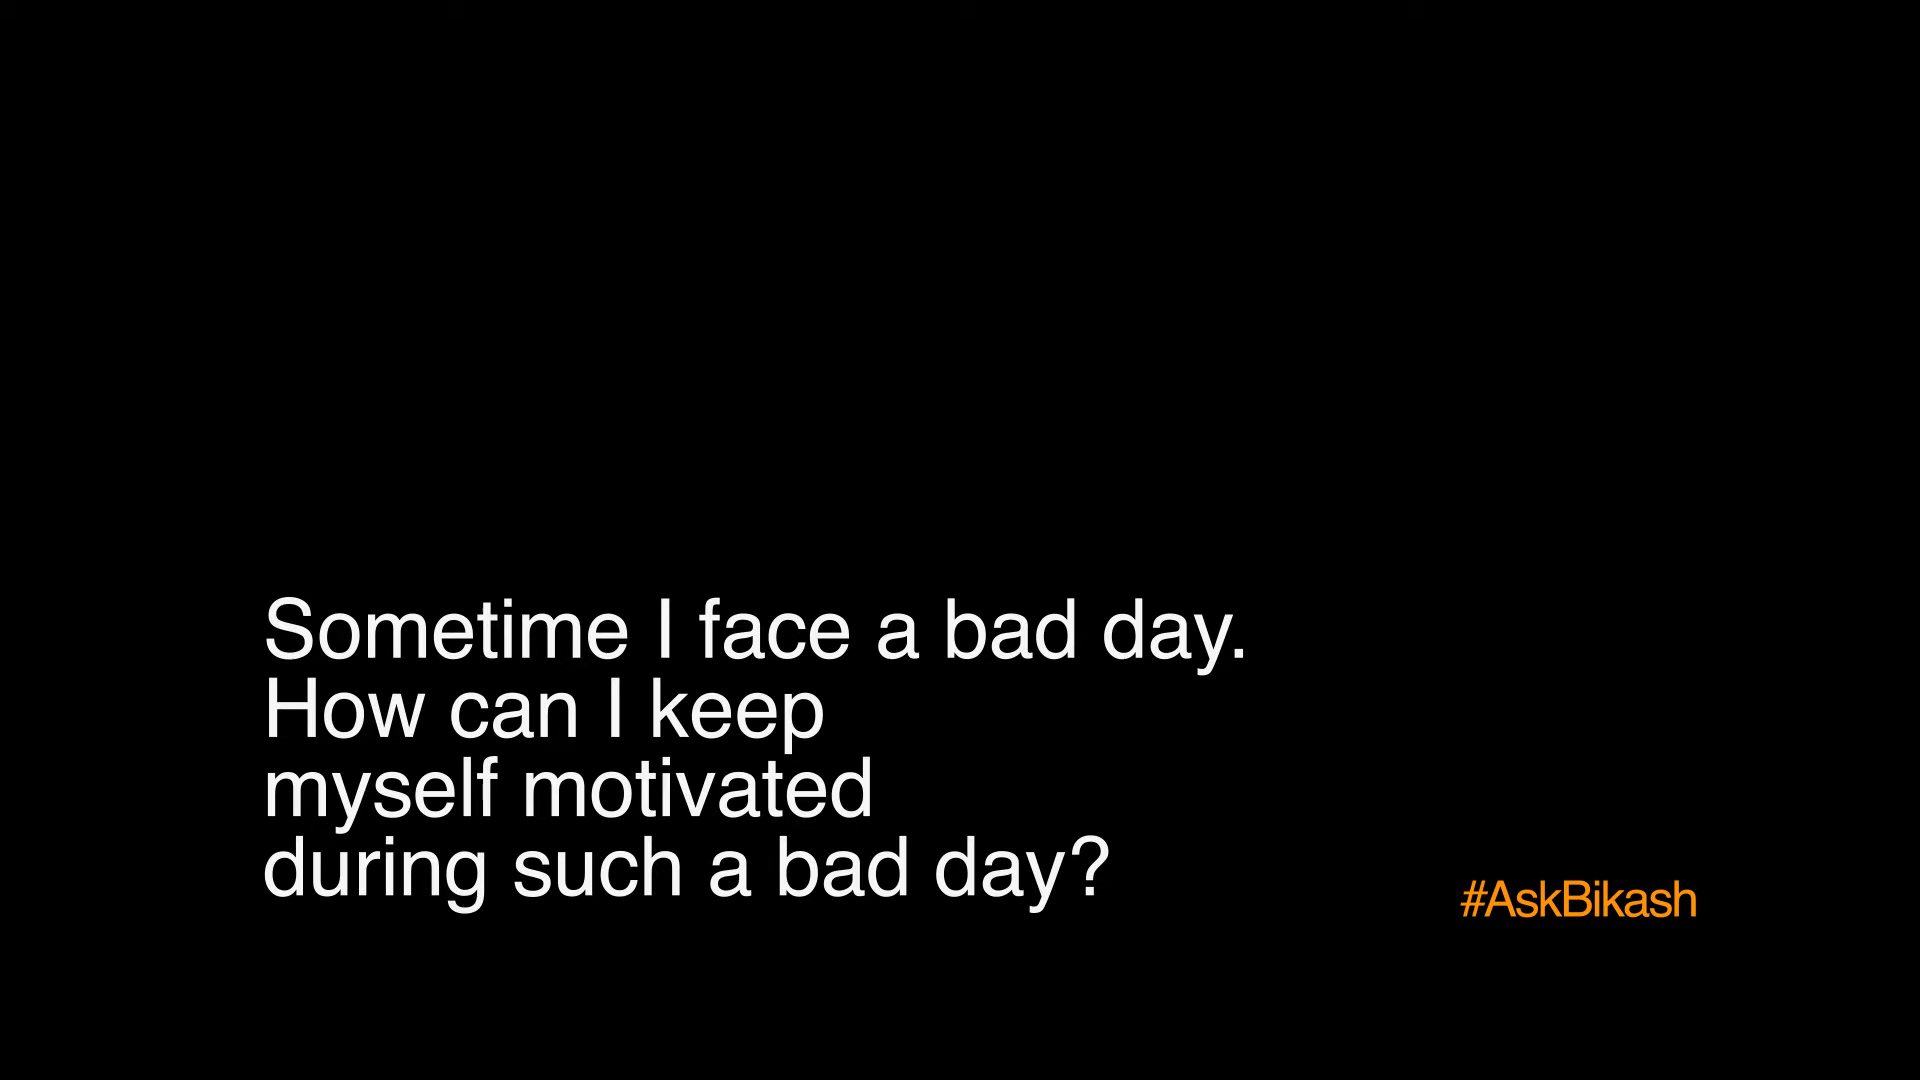 Sometime I face a bad day.
How can I keep
myself motivated
during such a bad day?
#AskBikash